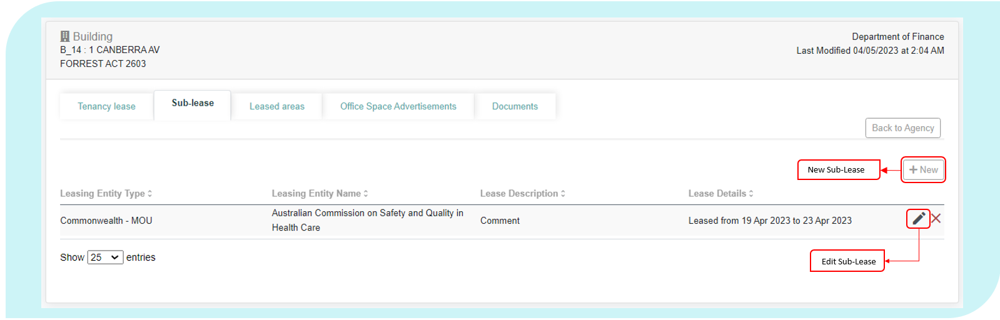 Building
B_14 : 1 CANBERRA AV
FORREST ACT 2603
Department of Finance
Last Modified 04/05/2023 at 2:04 AM
Tenancy lease
Sub-lease
Leased areas
Office Space Advertisements
Documents
Back to Agency
New Sub-Lease
+ New
Leasing Entity Type
Leasing Entity Name
Lease Description
Lease Details
Commonwealth - MOU
Australian Commission on Safety and Quality in
Health Care
Comment
Leased from 19 Apr 2023 to 23 Apr 2023
Show 25 entries
Edit Sub-Lease